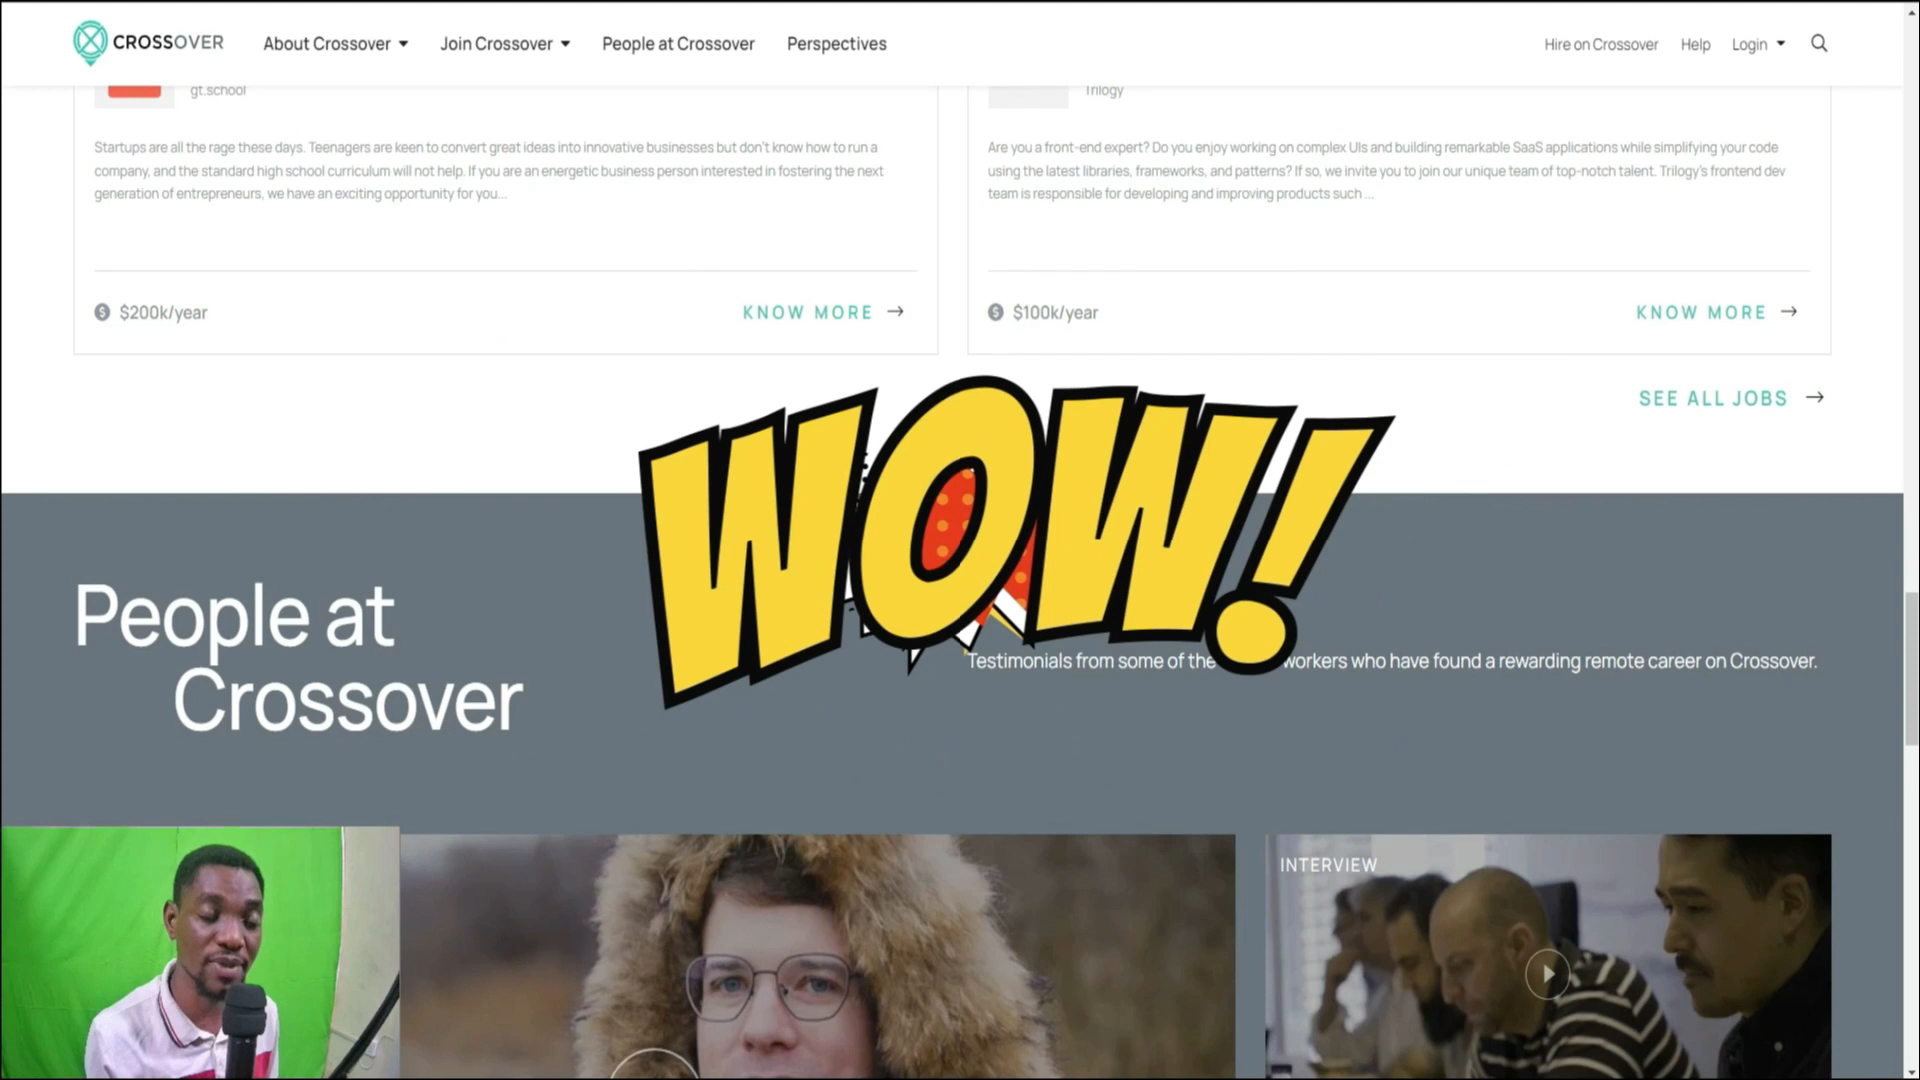 CROSSOVER
About Crossover
Join Crossover
People at Crossover
Perspectives
Hire on Crossover
Help
Login
gt.school
Trilogy
Startups are all the rage these days. Teenagers are keen to convert great ideas into innovative businesses but don't know how to run a
company, and the standard high school curriculum will not help. If you are an energetic business person interested in fostering the next
generation of entrepreneurs, we have an exciting opportunity for you...
Are you a front-end expert? Do you enjoy working on complex UIs and building remarkable SaaS applications while simplifying your code
using the latest libraries, frameworks, and patterns? If so, we invite you to join our unique team of top-notch talent. Trilogy's frontend dev
team is responsible for developing and improving products such ...
$200k/year
KNOW MORE
$100k/year
KNOW MORE
SEE ALL JOBS
WOW!
People at
Crossover
Testimonials from some of the workers who have found a rewarding remote career on Crossover.
INTERVIEW